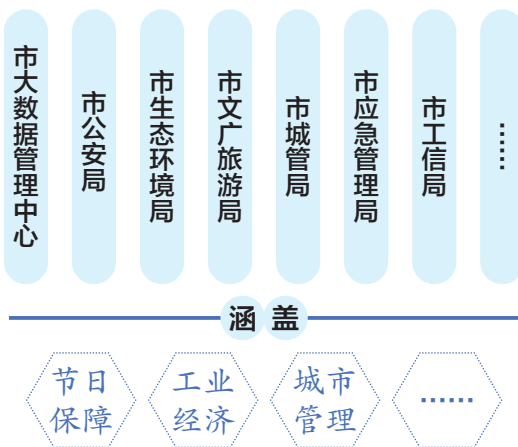 市大数据管理中心
市公安局
市生态环境局
市文广旅游局
市城管局
市应急管理局
市工信局
……
涵盖
节日
保障
工业
经济
城市
管理
……